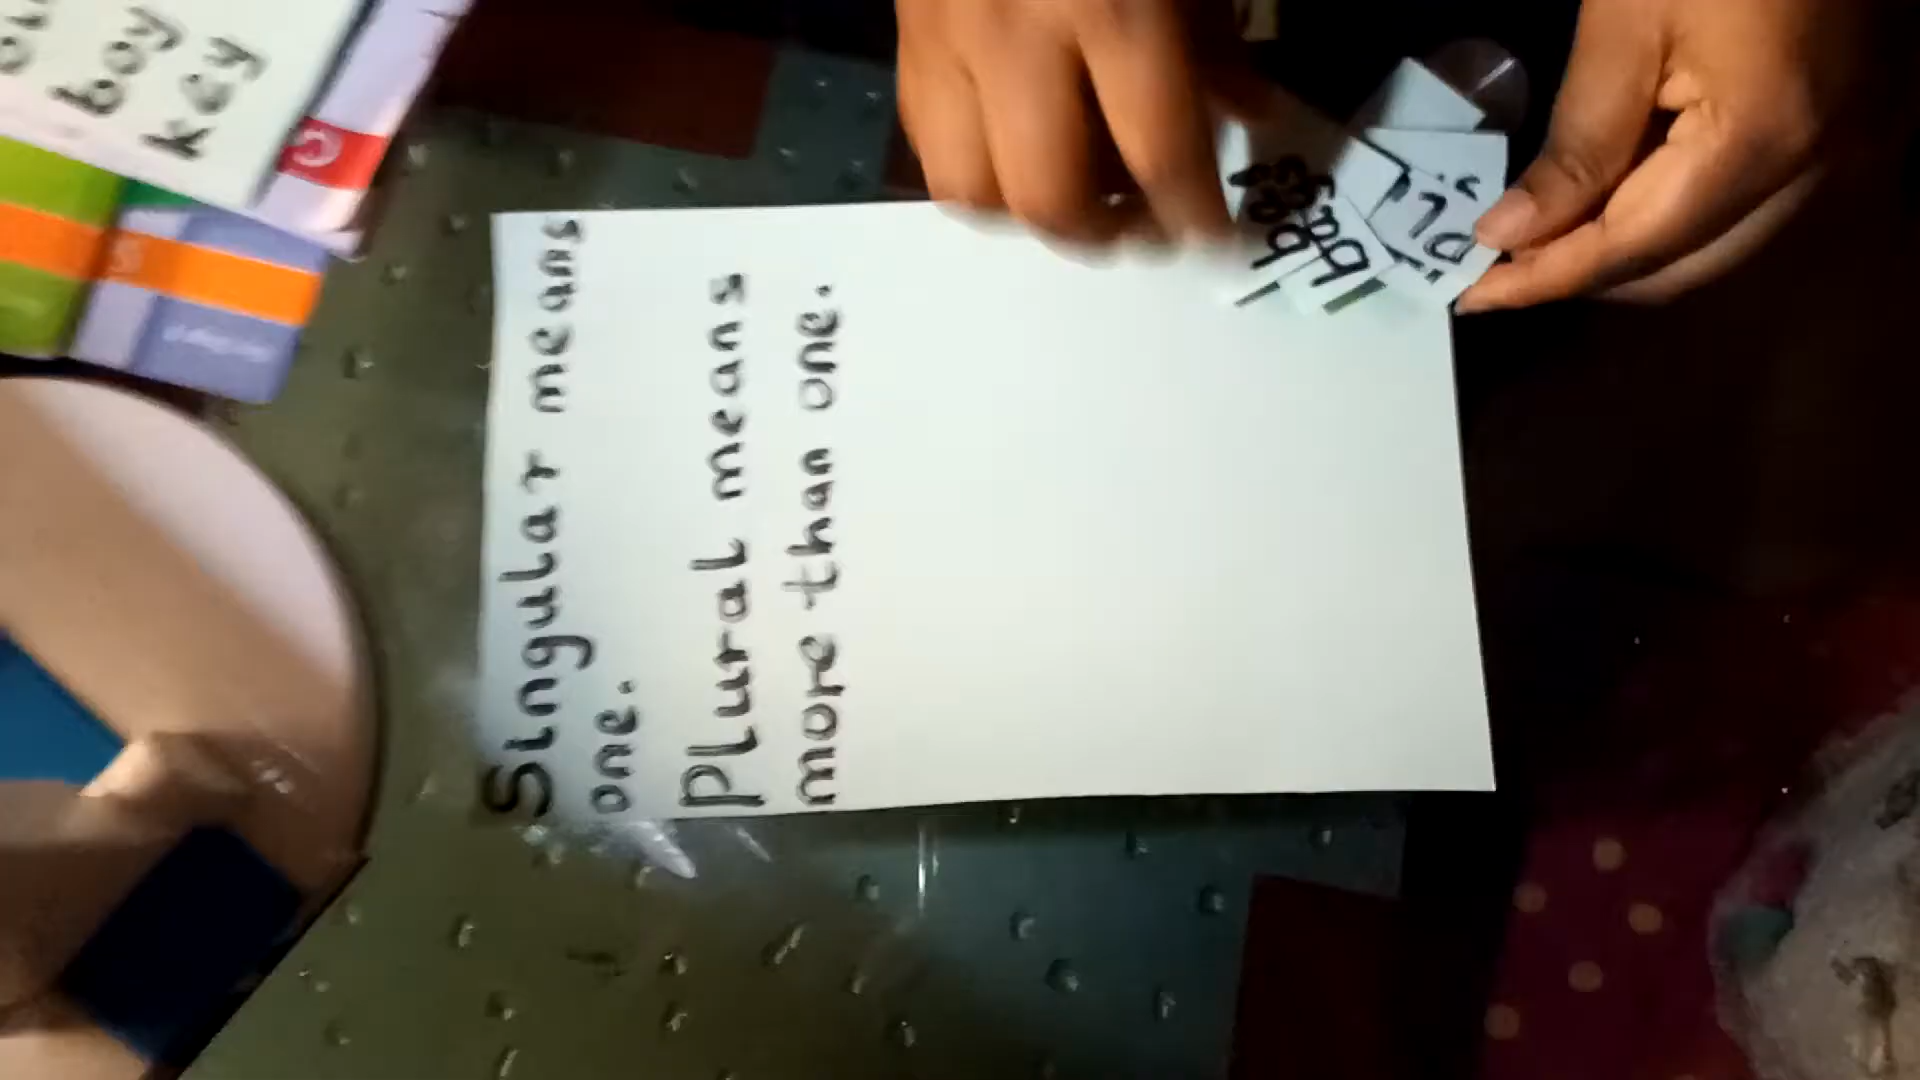 boy
key
Singular means
one.
Plural means
more than one.